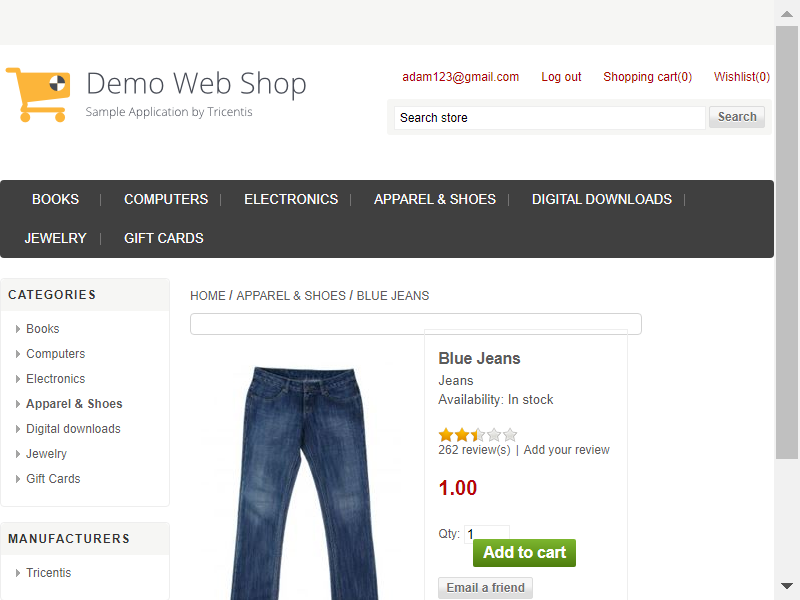 Demo Web Shop
Sample Application by Tricentis
adam123@gmail.com Log out Shopping cart(0) Wishlist(0)
Search store Search
BOOKS | COMPUTERS | ELECTRONICS | APPAREL & SHOES | DIGITAL DOWNLOADS |
JEWELRY | GIFT CARDS
CATEGORIES
Books
Computers
Electronics
Apparel & Shoes
Digital downloads
Jewelry
Gift Cards
MANUFACTURERS
Tricentis
HOME / APPAREL & SHOES / BLUE JEANS
Blue Jeans
Jeans
Availability: In stock
262 review(s) | Add your review
1.00
Qty: 1
Add to cart
Email a friend